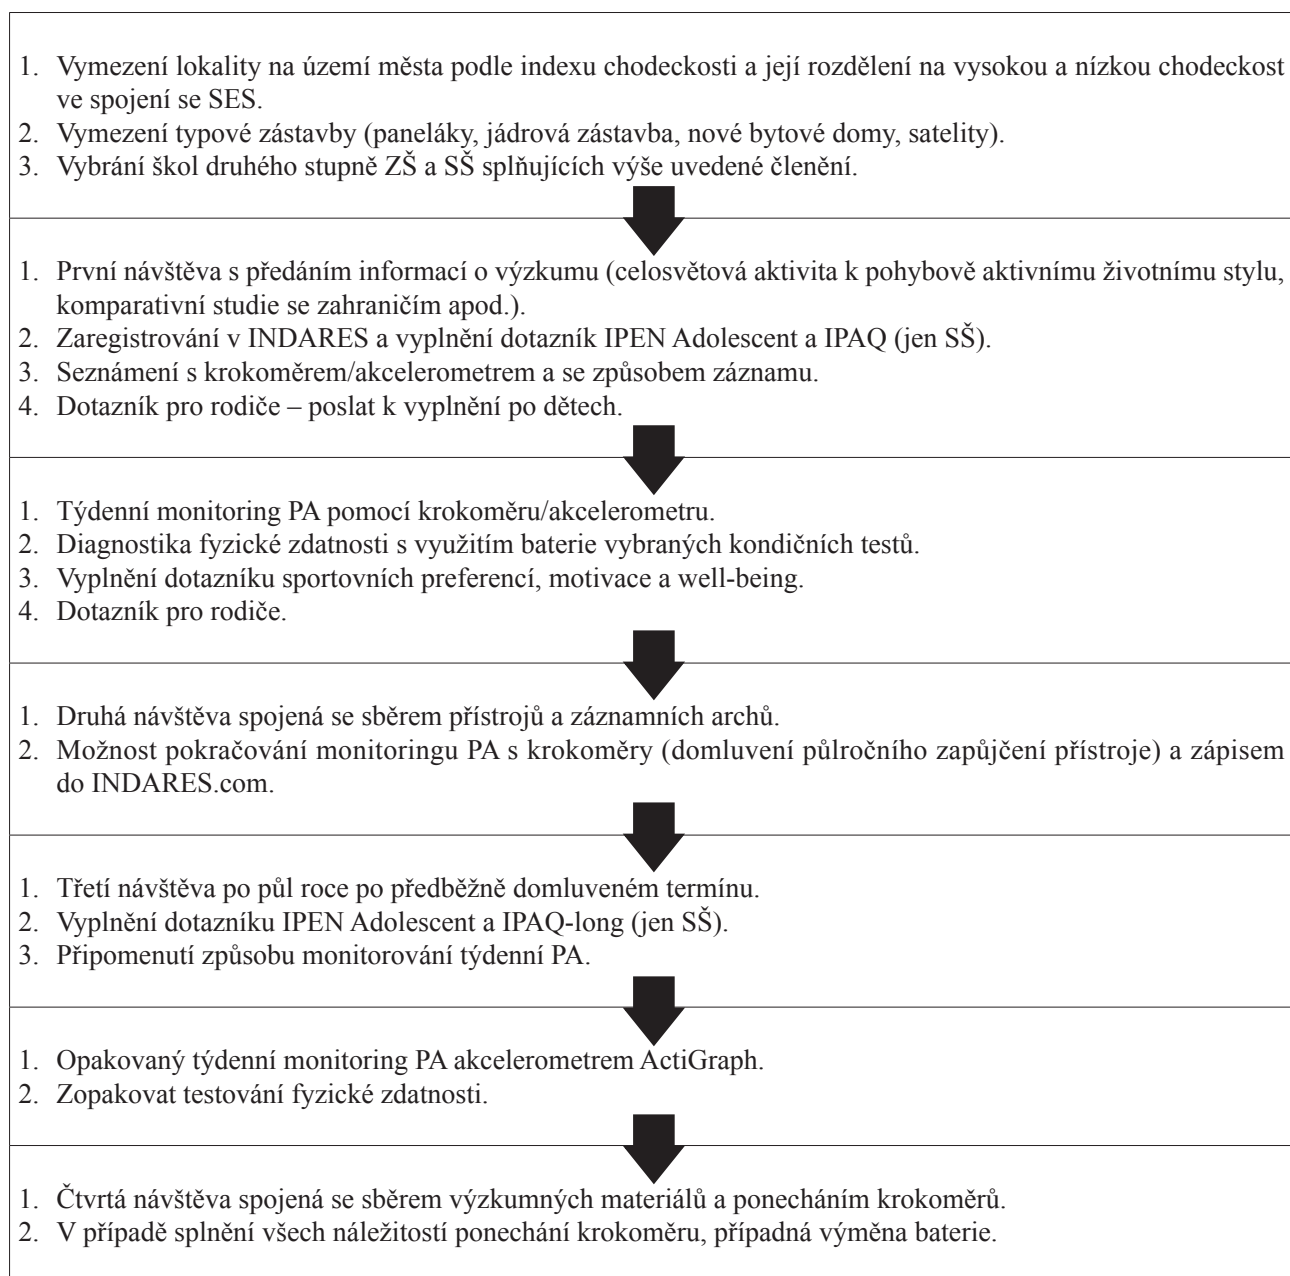 1. Vymezení lokality na území města podle indexu chodeckosti a její rozdělení na vysokou a nízkou chodeckost
ve spojení se SES.
2. Vymezení typové zástavby (paneláky, jádrová zástavba, nové bytové domy, satelity).
3. Vybrání škol druhého stupně ZŠ a SŠ splňujících výše uvedené členění.
1. První návštěva s předáním informací o výzkumu (celosvětová aktivita k pohybově aktivnímu životnímu stylu,
komparativní studie se zahraničím apod.).
2. Zaregistrování v INDARES a vyplnění dotazník IPEN Adolescent a IPAQ (jen SŠ).
3. Seznámení s krokoměrem/akcelerometrem a se způsobem záznamu.
4. Dotazník pro rodiče – poslat k vyplnění po dětech.
1. Týdenní monitoring PA pomocí krokoměru/akcelerometru.
2. Diagnostika fyzické zdatnosti s využitím baterie vybraných kondičních testů.
3. Vyplnění dotazníku sportovních preferencí, motivace a well-being.
4. Dotazník pro rodiče.
1. Druhá návštěva spojená se sběrem přístrojů a záznamních archů.
2. Možnost pokračování monitoringu PA s krokoměry (domluvení půlročního zapůjčení přístroje) a zápisem
do INDARES.com.
1. Třetí návštěva po půl roce po předběžně domluveném termínu.
2. Vyplnění dotazníku IPEN Adolescent a IPAQ-long (jen SŠ).
3. Připomenutí způsobu monitorování týdenní PA.
1. Opakovaný týdenní monitoring PA akcelerometrem ActiGraph.
2. Zopakovat testování fyzické zdatnosti.
1. Čtvrtá návštěva spojená se sběrem výzkumných materiálů a ponecháním krokoměrů.
2. V případě splnění všech náležitostí ponechání krokoměru, případná výměna baterie.